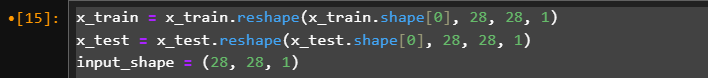 •[15]: x_train = x_train.reshape(x_train.shape[0], 28, 28, 1)
x_test = x_test.reshape(x_test.shape[0], 28, 28, 1)
input_shape = (28, 28, 1)